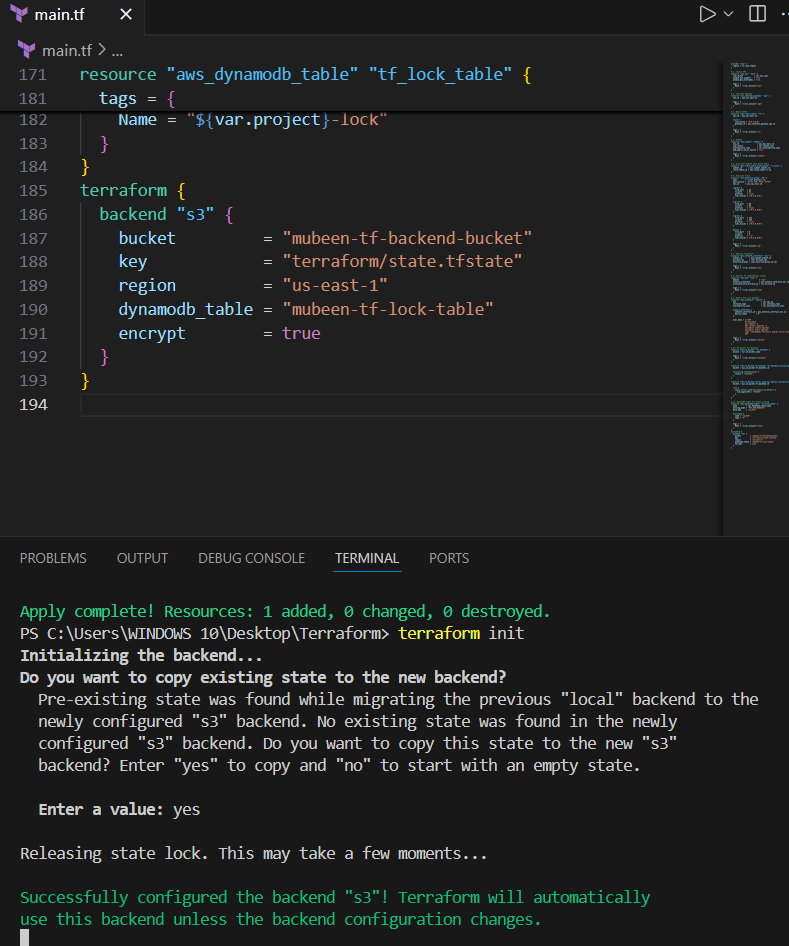 main.tf
main.tf > ...
171 resource "aws_dynamodb_table" "tf_lock_table" {
181 tags = {
182 Name = "${var.project}-lock"
183 }
184 }
185 terraform {
186 backend "s3" {
187 bucket = "mubeen-tf-backend-bucket"
188 key = "terraform/state.tfstate"
189 region = "us-east-1"
190 dynamodb_table = "mubeen-tf-lock-table"
191 encrypt = true
192 }
193 }
194
PROBLEMS OUTPUT DEBUG CONSOLE TERMINAL PORTS
Apply complete! Resources: 1 added, 0 changed, 0 destroyed.
PS C:\Users\WINDOWS 10\Desktop\Terraform> terraform init
Initializing the backend...
Do you want to copy existing state to the new backend?
Pre-existing state was found while migrating the previous "local" backend to the
newly configured "s3" backend. No existing state was found in the newly
configured "s3" backend. Do you want to copy this state to the new "s3"
backend? Enter "yes" to copy and "no" to start with an empty state.
Enter a value: yes
Releasing state lock. This may take a few moments...
Successfully configured the backend "s3"! Terraform will automatically
use this backend unless the backend configuration changes.